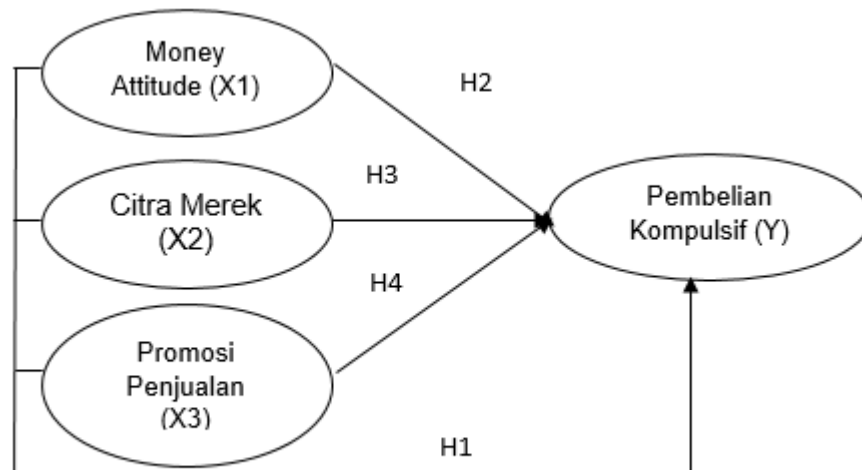 Money
Attitude (X1)
H2
H3
Citra Merek
(X2)
Pembelian
Kompulsif (Y)
H4
Promosi
Penjualan
(X3)
H1